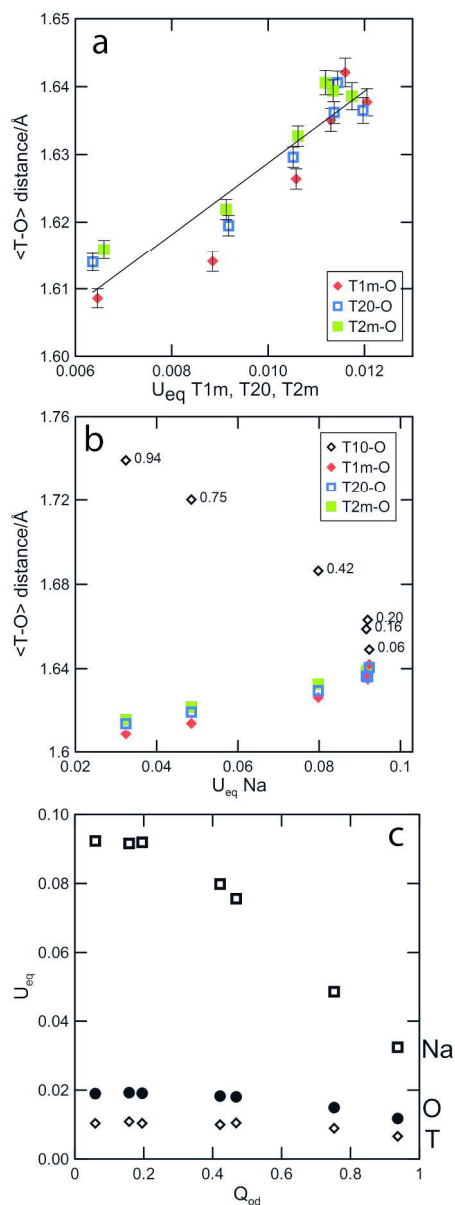 a
<T-O> distance/Å
1.65
1.64
1.63
1.62
1.61
1.60
T1m-O
T20-O
T2m-O
0.006
0.008
0.010
0.012
Ueq T1m, T20, T2m
b
<T-O> distance/Å
1.76
1.72
1.68
1.64
1.6
0.94
0.75
0.42
0.20
0.16
0.06
T10-O
T1m-O
T20-O
T2m-O
0.02
0.04
0.06
0.08
0.1
Ueq Na
c
Ueq
0.10
0.08
0.06
0.04
0.02
0.00
Na
O
T
0
0.2
0.4
0.6
0.8
1
Qod